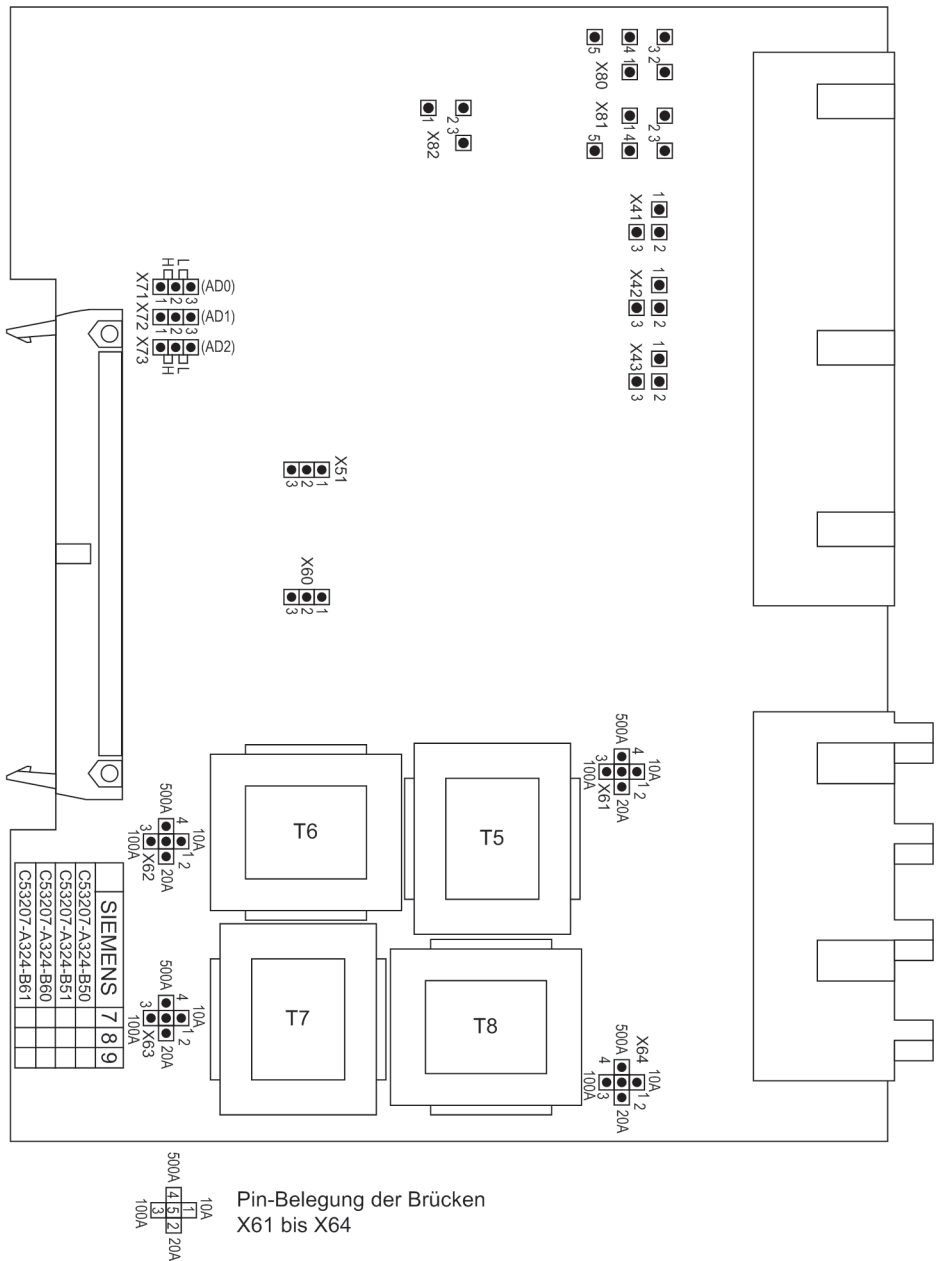 5 X80
4 1
3 2
1 X82
2 3
X81
1 4
2 3
5
X41
1
2
3
X42
1
2
3
X43
1
2
3
H L
X71 1 2 3 (AD0)
X72 1 2 3 (AD1)
X73 1 2 3 (AD2)
H L
X51
3 2 1
X60
3 2 1
500A 4 10A
3 X61 1 2
100A 20A
T6
T5
500A 4 10A
3 X62 1 2
100A 20A
SIEMENS 7 8 9
C53207-A324-B50
C53207-A324-B51
C53207-A324-B60
C53207-A324-B61
500A 4 10A
3 X63 1 2
100A 20A
T7
T8
X64
500A 4 10A
3 1 2
100A 20A
500A 4 10A
3 5 1
100A 2 20A
Pin-Belegung der Brücken
X61 bis X64